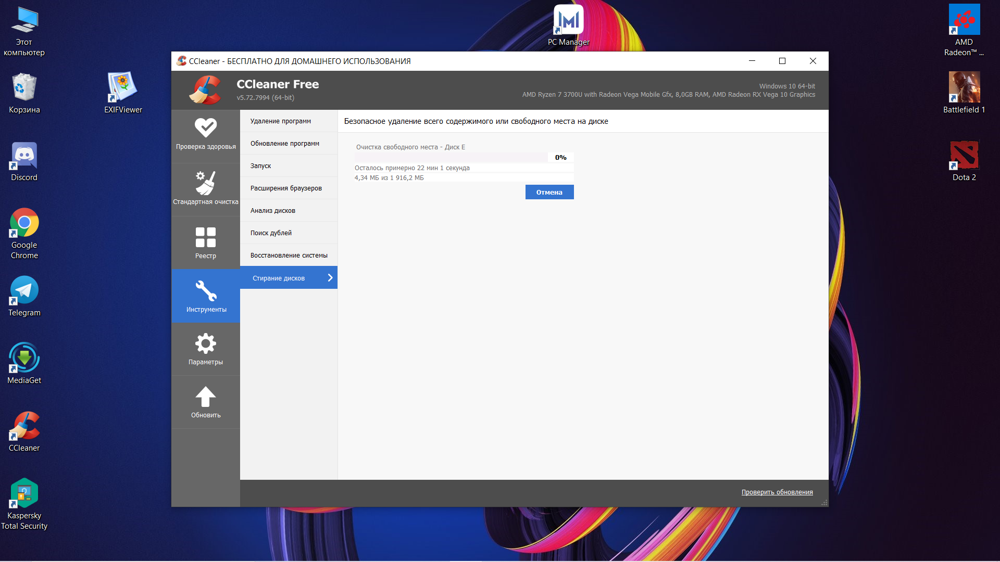 Этот
компьютер
Корзина
EXIFViewer
Discord
Google
Chrome
Telegram
MediaGet
CCleaner
Kaspersky
Total Security
PC Manager
AMD
Radeon™ ...
Battlefield 1
Dota 2
CCleaner - БЕСПЛАТНО ДЛЯ ДОМАШНЕГО ИСПОЛЬЗОВАНИЯ
CCleaner Free
v5.72.7994 (64-bit)
Windows 10 64-bit
AMD Ryzen 7 3700U with Radeon Vega Mobile Gfx, 8,0GB RAM, AMD Radeon RX Vega 10 Graphics
Проверка здоровья
Стандартная очистка
Реестр
Инструменты
Параметры
Обновить
Удаление программ
Обновление программ
Запуск
Расширения браузеров
Анализ дисков
Поиск дублей
Восстановление системы
Стирание дисков
Безопасное удаление всего содержимого или свободного места на диске
Очистка свободного места - Диск E
0%
Осталось примерно 22 мин 1 секунда
4,34 МБ из 1 916,2 МБ
Отмена
Проверить обновления